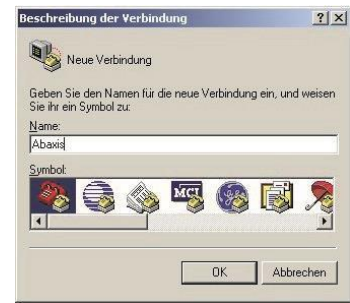 Beschreibung der Verbindung
Neue Verbindung
Geben Sie den Namen für die neue Verbindung ein, und weisen
Sie ihr ein Symbol zu:
Name:
Abaxis
Symbol:
MCI
OK Abbrechen